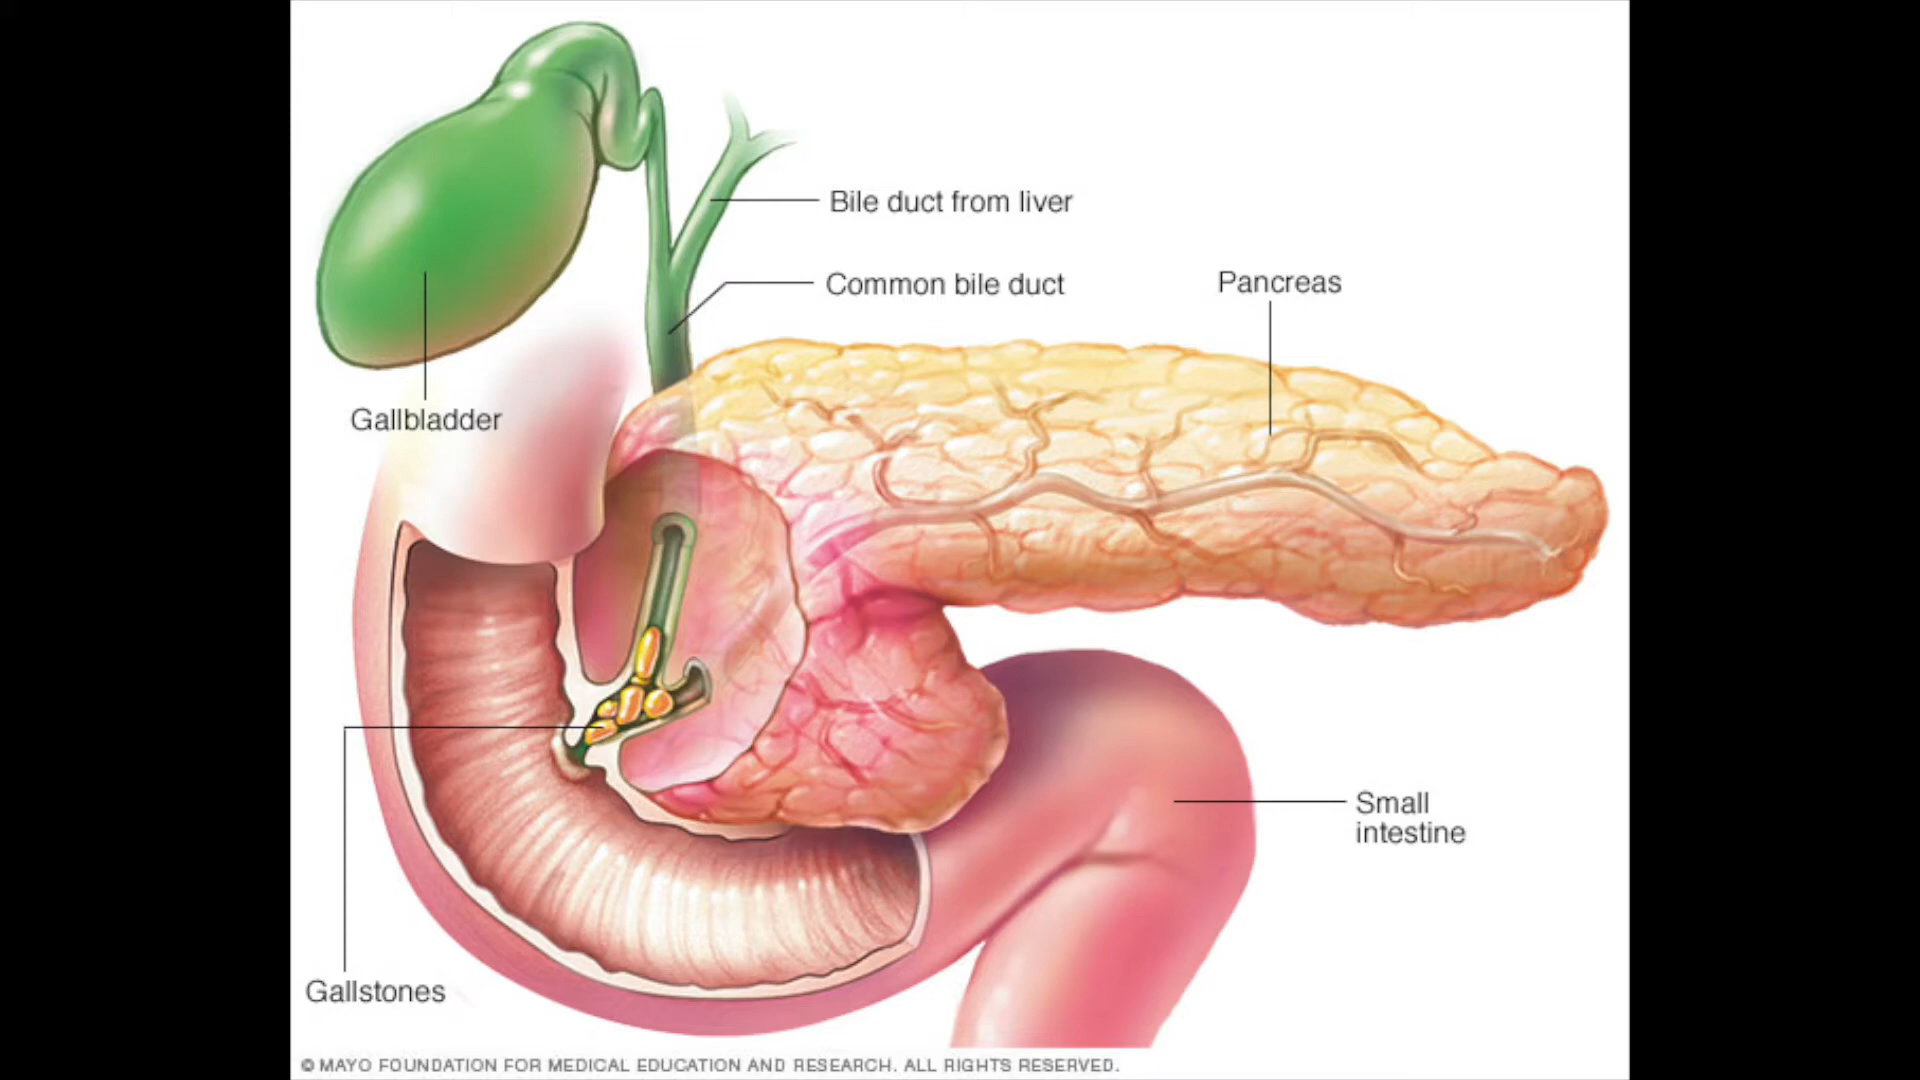 Bile duct from liver
Common bile duct
Pancreas
Gallbladder
Small
intestine
Gallstones
© MAYO FOUNDATION FOR MEDICAL EDUCATION AND RESEARCH. ALL RIGHTS RESERVED.